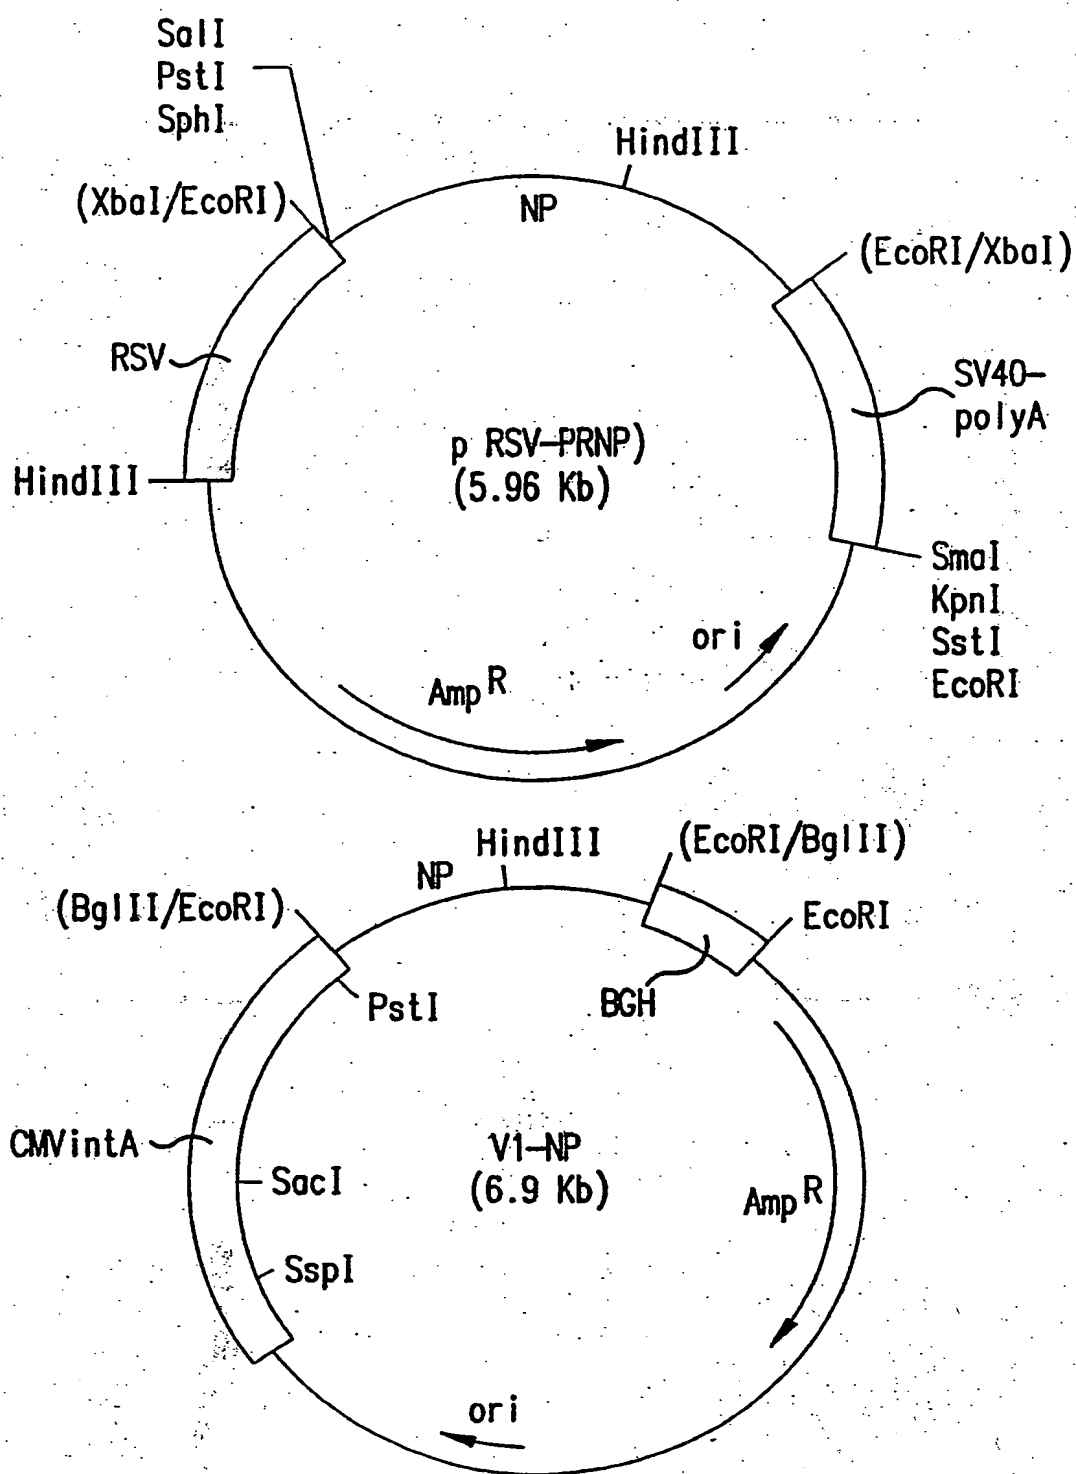 SalI
PstI
SphI
HindIII
(XbaI/EcoRI)
NP
(EcoRI/XbaI)
RSV
SV40-
polyA
p RSV-PRNP)
(5.96 Kb)
HindIII
SmaI
KpnI
SstI
EcoRI
ori
Amp R
HindIII
(EcoRI/BglII)
NP
(BglII/EcoRI)
EcoRI
PstI
BGH
CMVintA
V1-NP
(6.9 Kb)
SacI
Amp R
SspI
ori